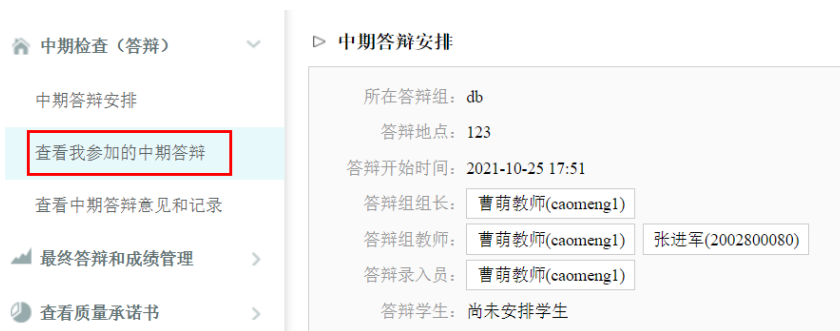 中期检查（答辩）
中期答辩安排
查看我参加的中期答辩
查看中期答辩意见和记录
最终答辩和成绩管理
查看质量承诺书
中期答辩安排
所在答辩组：db
答辩地点：123
答辩开始时间：2021-10-25 17:51
答辩组组长：曹萌教师(caomeng1)
答辩组教师：曹萌教师(caomeng1) 张进军(2002800080)
答辩录入员：曹萌教师(caomeng1)
答辩学生：尚未安排学生